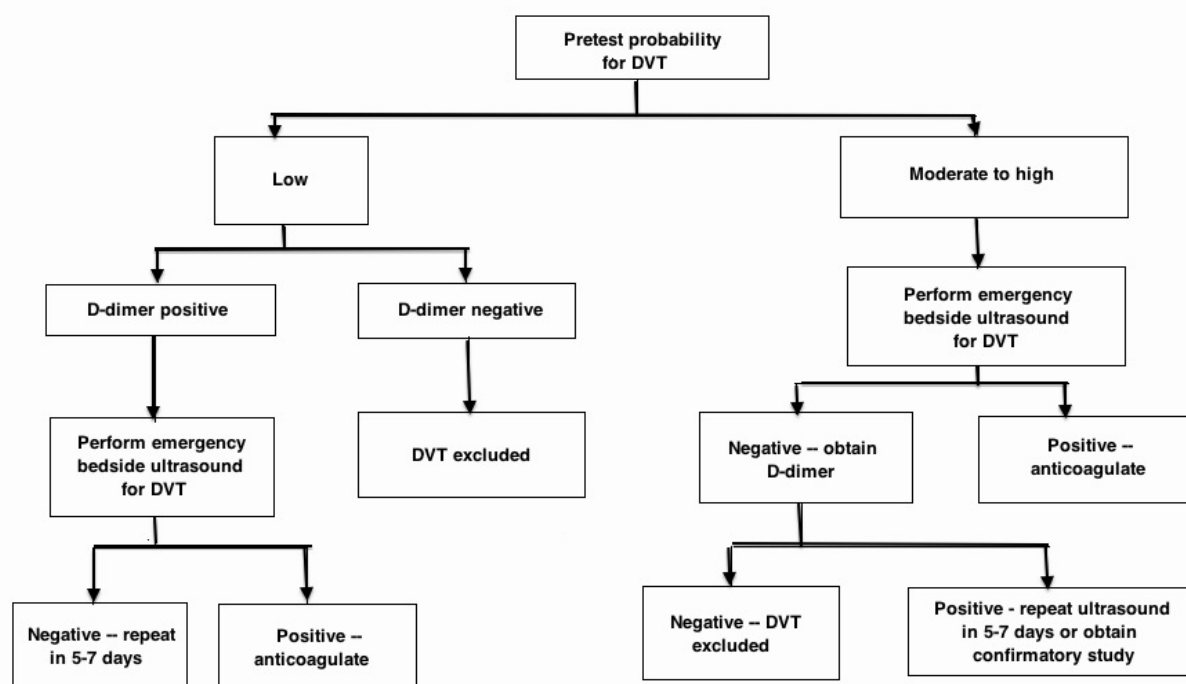 Pretest probability
for DVT
Low
Moderate to high
D-dimer positive
D-dimer negative
Perform emergency
bedside ultrasound
for DVT
Perform emergency
bedside ultrasound
for DVT
DVT excluded
Negative -- obtain
D-dimer
Positive --
anticoagulate
Negative -- repeat
in 5-7 days
Positive --
anticoagulate
Negative -- DVT
excluded
Positive - repeat ultrasound
in 5-7 days or obtain
confirmatory study